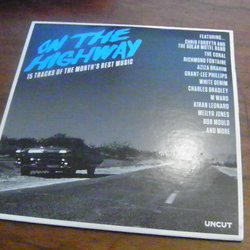 ON THE
HIGHWAY
15 TRACKS OF THE MONTH'S BEST MUSIC
FEATURING...
CHRIS FORSYTH AND
THE SOLAR MOTEL BAND
THE CORAL
RICHMOND FONTAINE
AZIZA BRAHIM
GRANT-LEE PHILLIPS
WHITE DENIM
CHARLES BRADLEY
M WARD
KIRAN LEONARD
MEILYR JONES
BOB MOULD
...AND MORE
UNCUT